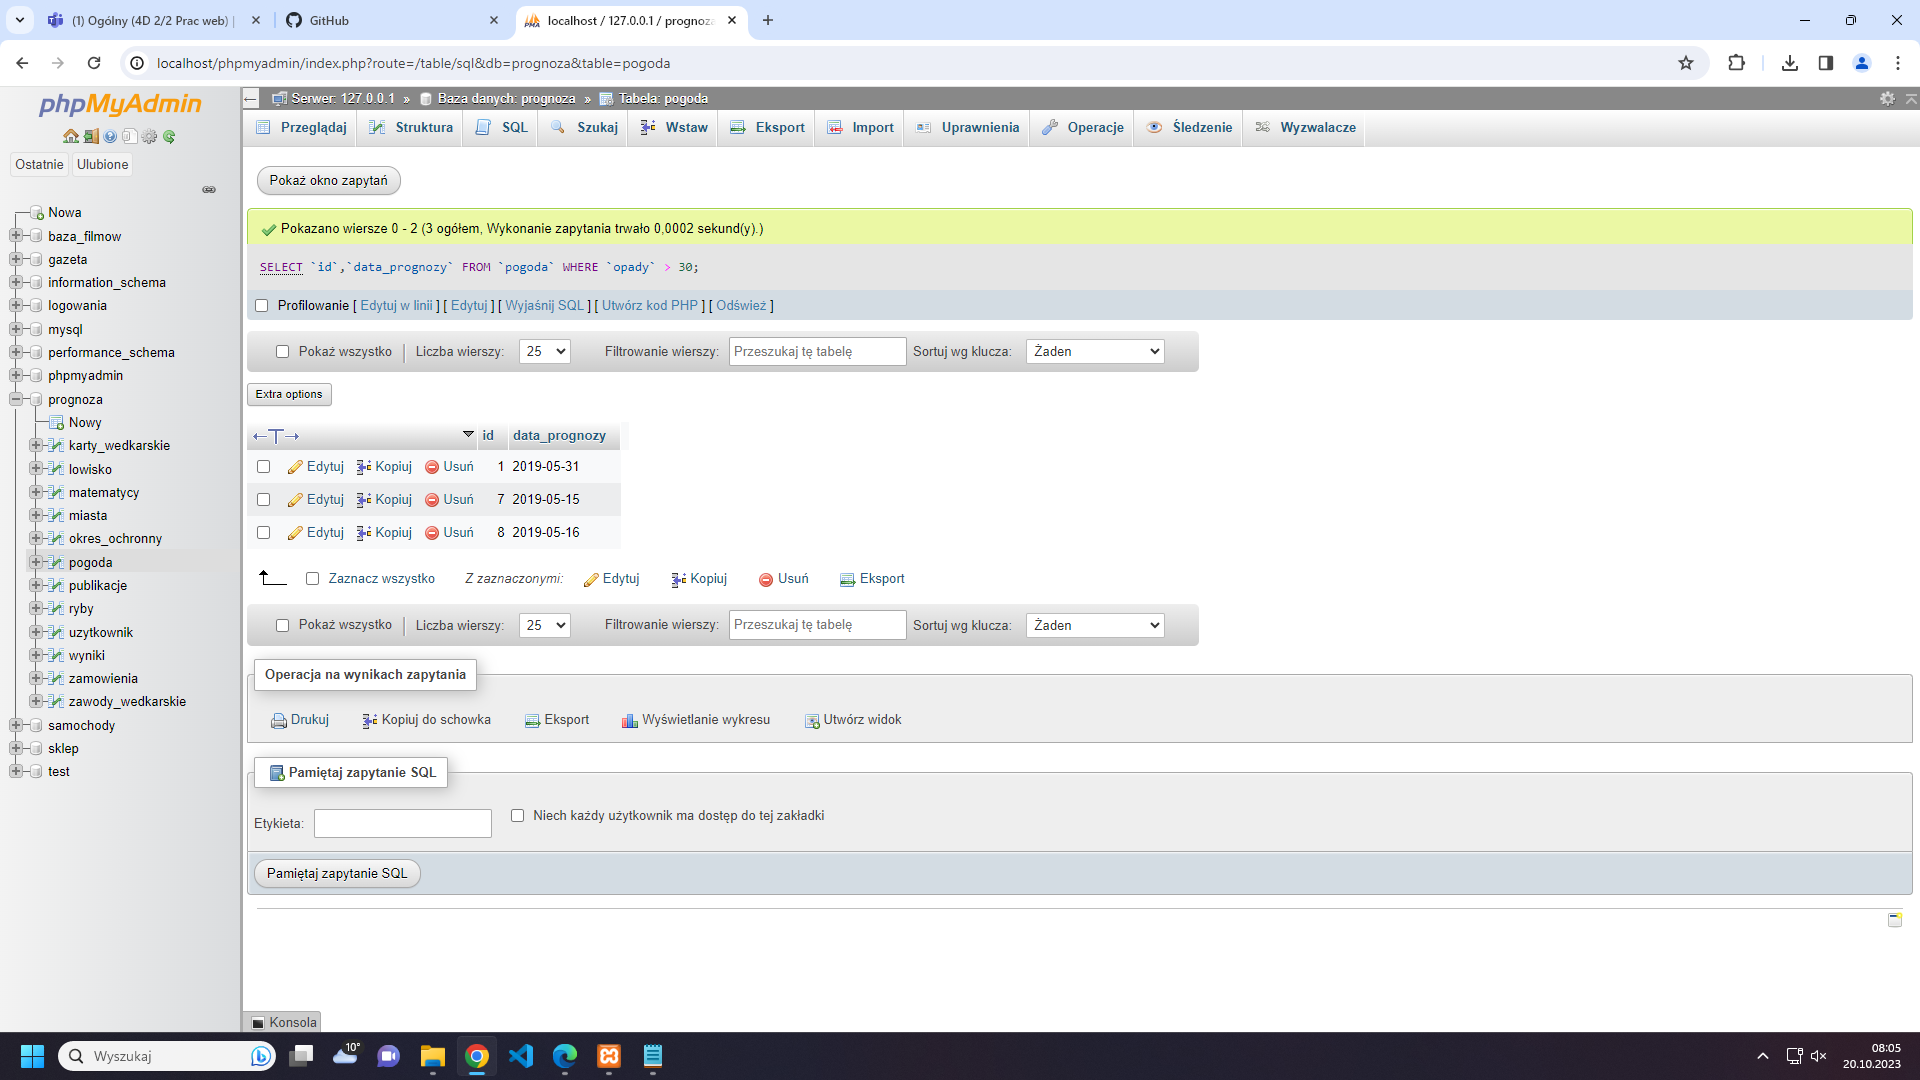 (1) Ogólny (4D 2/2 Prac web) |
GitHub
localhost / 127.0.0.1 / prognoza
localhost/phpmyadmin/index.php?route=/table/sql&db=prognoza&table=pogoda
phpMyAdmin
Ostatnie
Ulubione
Nowa
baza_filmow
gazeta
information_schema
logowania
mysql
performance_schema
phpmyadmin
prognoza
Nowy
karty_wedkarskie
lowisko
matematycy
miasta
okres_ochronny
pogoda
publikacje
ryby
uzytkownik
wyniki
zamowienia
zawody_wedkarskie
samochody
sklep
test
Serwer: 127.0.0.1 » Baza danych: prognoza » Tabela: pogoda
Przeglądaj Struktura SQL Szukaj Wstaw Eksport Import Uprawnienia Operacje Śledzenie Wyzwalacze
Pokaż okno zapytań
Pokazano wiersze 0 - 2 (3 ogółem, Wykonanie zapytania trwało 0,0002 sekund(y).)
SELECT `id`,`data_prognozy` FROM `pogoda` WHERE `opady` > 30;
Profilowanie [ Edytuj w linii ] [ Edytuj ] [ Wyjaśnij SQL ] [ Utwórz kod PHP ] [ Odśwież ]
Pokaż wszystko | Liczba wierszy: 25 Filtrowanie wierszy: Przeszukaj tę tabelę Sortuj wg klucza: Żaden
Extra options
←T→ id data_prognozy
Edytuj Kopiuj Usuń 1 2019-05-31
Edytuj Kopiuj Usuń 7 2019-05-15
Edytuj Kopiuj Usuń 8 2019-05-16
Zaznacz wszystko Z zaznaczonymi: Edytuj Kopiuj Usuń Eksport
Pokaż wszystko | Liczba wierszy: 25 Filtrowanie wierszy: Przeszukaj tę tabelę Sortuj wg klucza: Żaden
Operacja na wynikach zapytania
Drukuj Kopiuj do schowka Eksport Wyświetlanie wykresu Utwórz widok
Pamiętaj zapytanie SQL
Etykieta: Niech każdy użytkownik ma dostęp do tej zakładki
Pamiętaj zapytanie SQL
Konsola
Wyszukaj
10°
08:05
20.10.2023